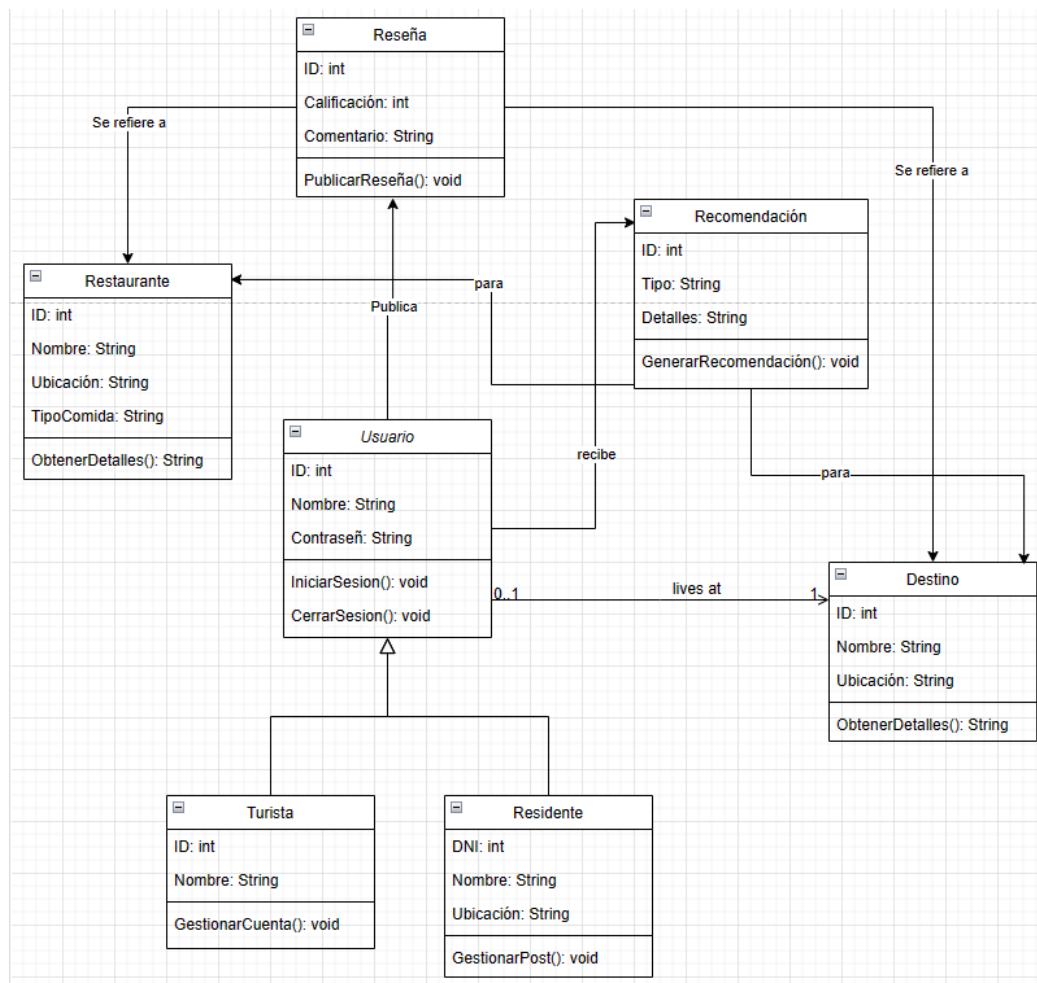 Reseña
ID: int
Calificación: int
Comentario: String
PublicarReseña(): void
Se refiere a
Se refiere a
Recomendación
ID: int
Tipo: String
Detalles: String
GenerarRecomendación(): void
Restaurante
ID: int
Nombre: String
Ubicación: String
TipoComida: String
ObtenerDetalles(): String
para
Publica
Usuario
ID: int
Nombre: String
Contraseñ: String
IniciarSesion(): void
CerrarSesion(): void
recibe
para
0..1
lives at
1
Destino
ID: int
Nombre: String
Ubicación: String
ObtenerDetalles(): String
Turista
ID: int
Nombre: String
GestionarCuenta(): void
Residente
DNI: int
Nombre: String
Ubicación: String
GestionarPost(): void